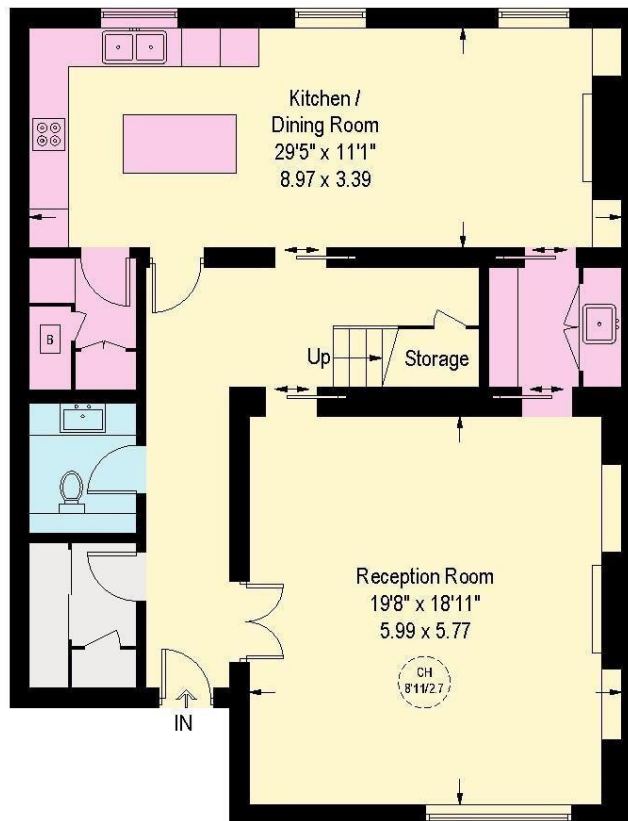 Kitchen /
Dining Room
29'5" x 11'1"
8.97 x 3.39
B
Up
Storage
Reception Room
19'8" x 18'11"
5.99 x 5.77
CH
8'11/2.7
IN